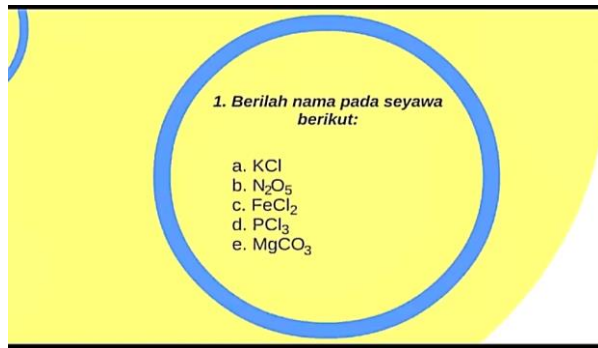 1. Berilah nama pada seyawa
berikut:
a. KCl
b. N₂O₅
c. FeCl₂
d. PCl₃
e. MgCO₃